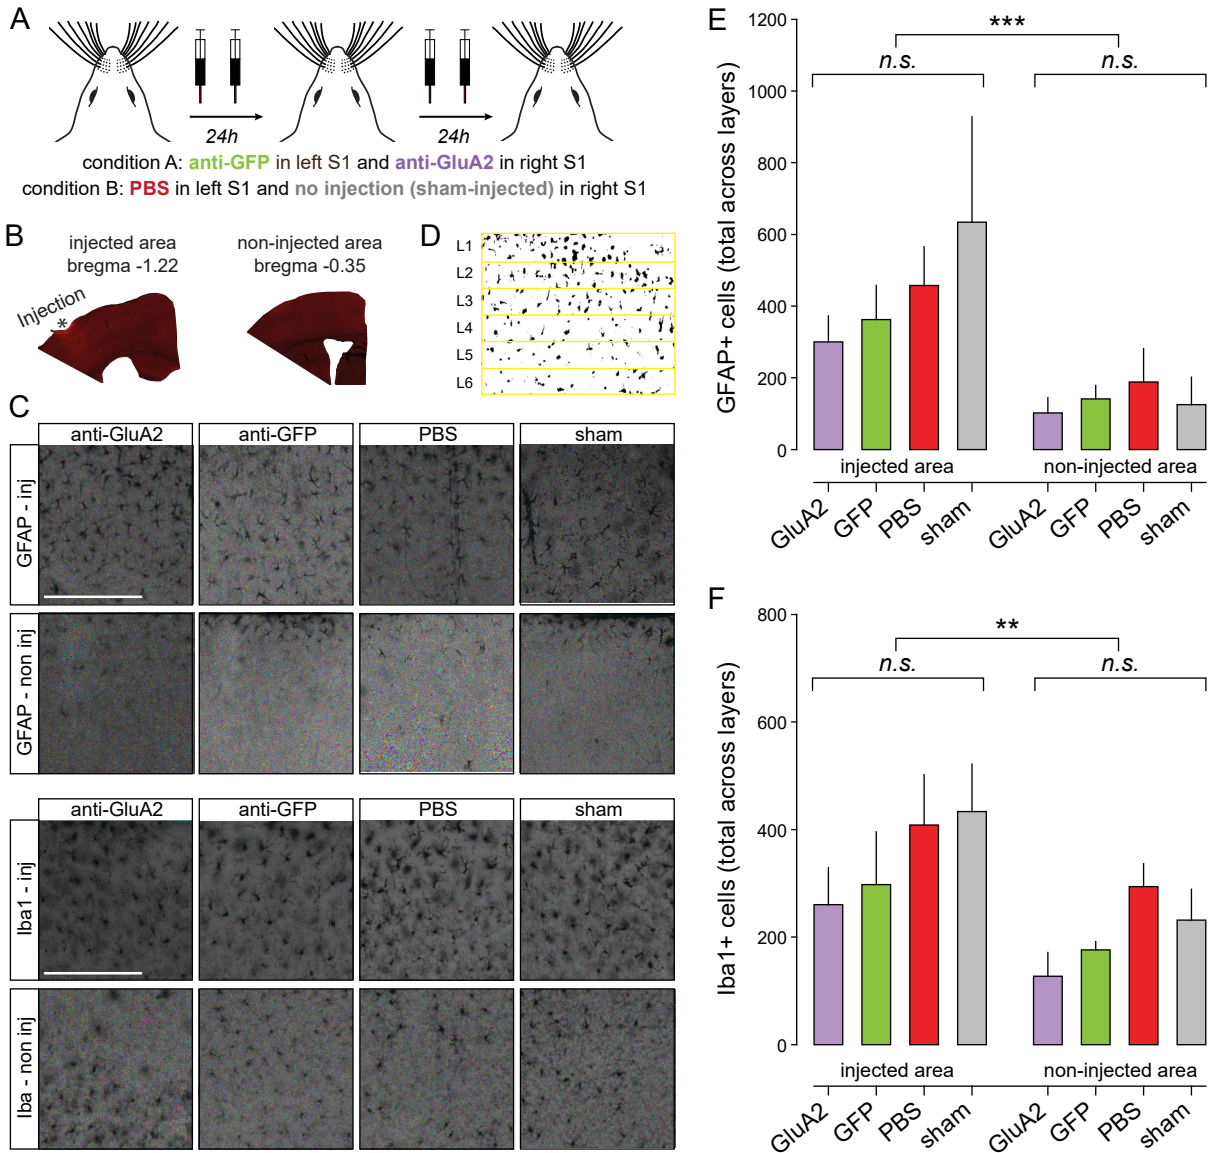 A
24h
24h
condition A: anti-GFP in left S1 and anti-GluA2 in right S1
condition B: PBS in left S1 and no injection (sham-injected) in right S1
B
injected area
bregma -1.22
non-injected area
bregma -0.35
Injection
*
D
L1
L2
L3
L4
L5
L6
C
anti-GluA2
anti-GFP
PBS
sham
GFAP - inj
GFAP - non inj
anti-GluA2
anti-GFP
PBS
sham
Iba1 - inj
Iba - non inj
E
GFAP+ cells (total across layers)
1200
1000
800
600
400
200
0
***
n.s.
n.s.
injected area
non-injected area
GluA2
GFP
PBS
sham
GluA2
GFP
PBS
sham
F
Iba1+ cells (total across layers)
800
600
400
200
0
**
n.s.
n.s.
injected area
non-injected area
GluA2
GFP
PBS
sham
GluA2
GFP
PBS
sham